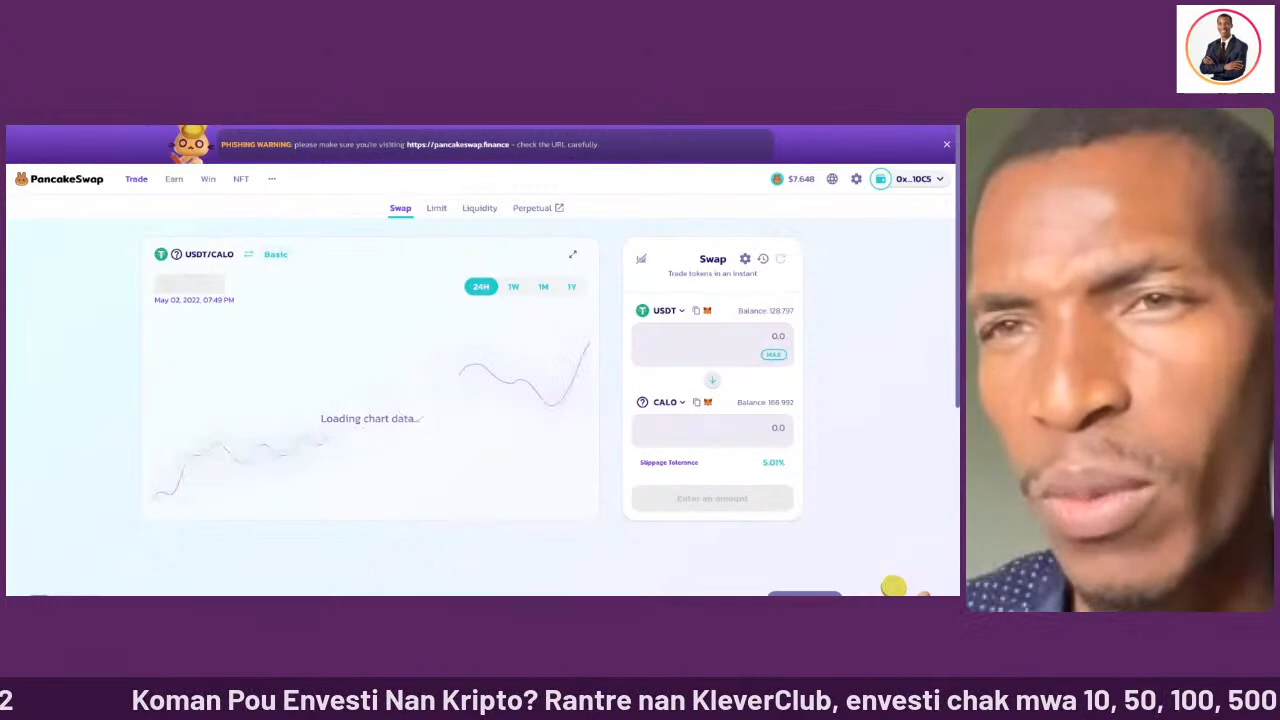 PHISHING WARNING: please make sure you're visiting https://pancakeswap.finance - check the URL carefully.
PancakeSwap Trade Earn Win NFT ... $7.648 0x...10C5
Swap Limit Liquidity Perpetual
USDT/CALO Basic
24H 1W 1M 1Y
May 02, 2022, 07:49 PM
Loading chart data...
Swap
Trade tokens in an instant
USDT Balance: 128.797
0.0
MAX
CALO Balance: 166.992
0.0
Slippage Tolerance 5.01%
Enter an amount
2 Koman Pou Envesti Nan Kripto? Rantre nan KleverClub, envesti chak mwa 10, 50, 100, 500